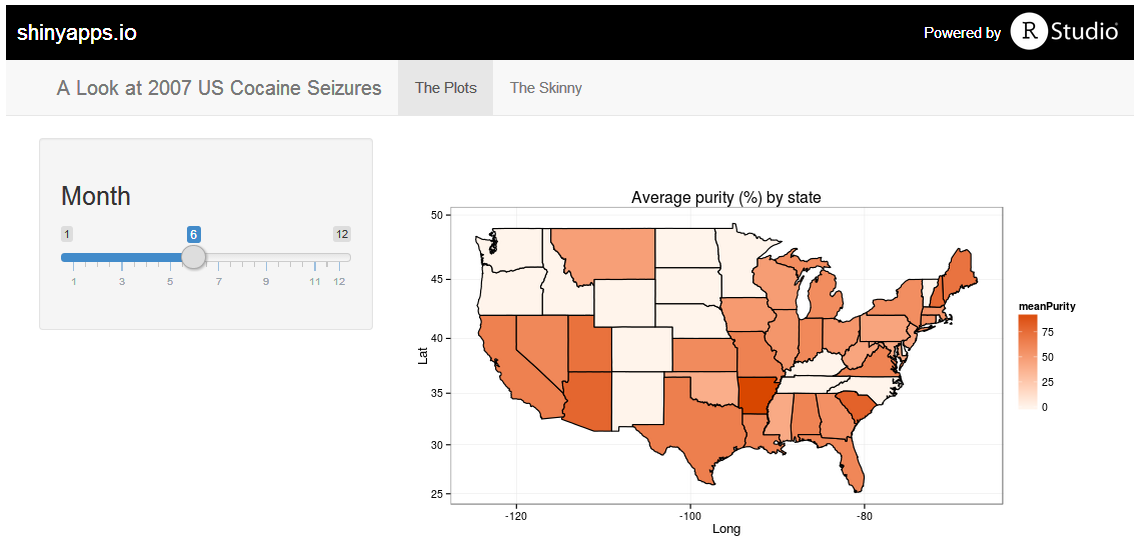 shinyapps.io
Powered by R Studio
A Look at 2007 US Cocaine Seizures The Plots The Skinny
Month
1 6 12
1 3 5 7 9 11 12
Average purity (%) by state
50
45
40
35
30
25
Lat
-120 -100 -80
Long
meanPurity
75
50
25
0